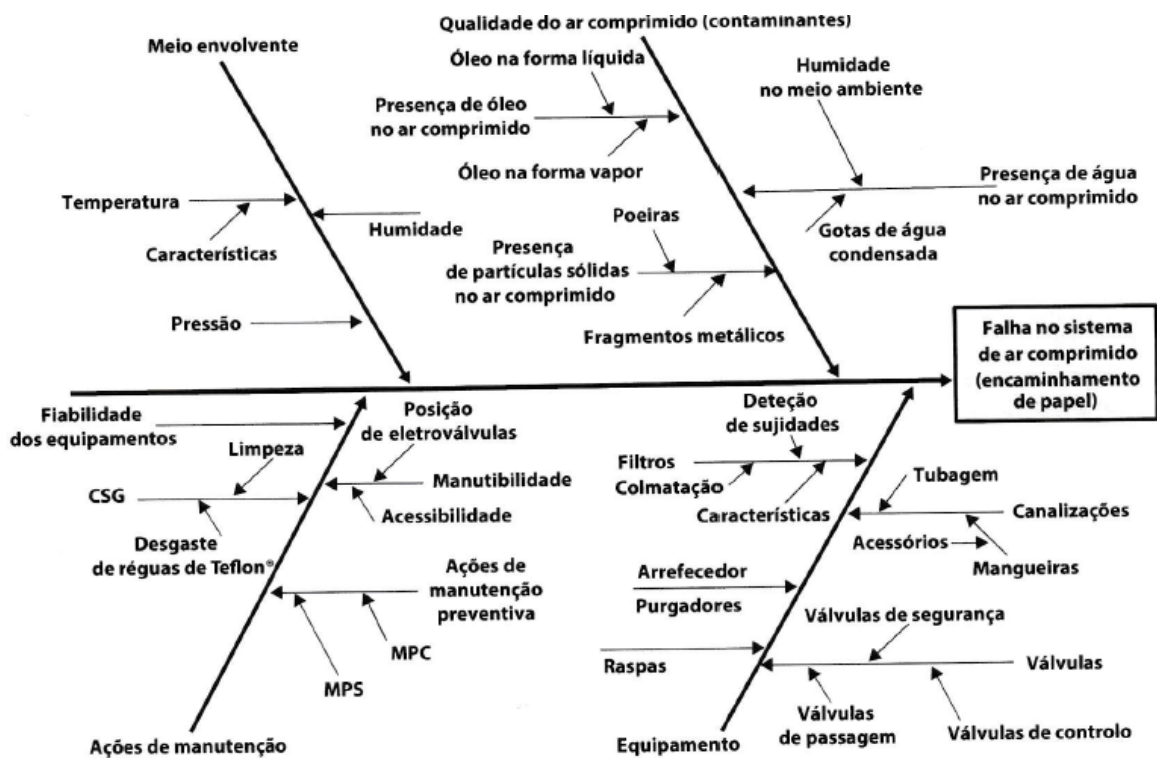 Qualidade do ar comprimido (contaminantes)
Meio envolvente
Óleo na forma líquida
Humidade
no meio ambiente
Presença de óleo
no ar comprimido
Óleo na forma vapor
Presença de água
no ar comprimido
Temperatura
Humidade
Características
Poeiras
Gotas de água
condensada
Presença
de partículas sólidas
no ar comprimido
Pressão
Fragmentos metálicos
Falha no sistema
de ar comprimido
(encaminhamento
de papel)
Fiabilidade
dos equipamentos
Posição
de eletroválvulas
Limpeza
CSG
Manutibilidade
Acessibilidade
Desgaste
de réguas de Teflon®
Ações de
manutenção
preventiva
MPC
MPS
Ações de manutenção
Deteção
de sujidades
Filtros
Colmatação
Características
Tubagem
Canalizações
Acessórios
Mangueiras
Arrefecedor
Purgadores
Válvulas de segurança
Raspas
Válvulas
Válvulas
de passagem
Válvulas de controlo
Equipamento